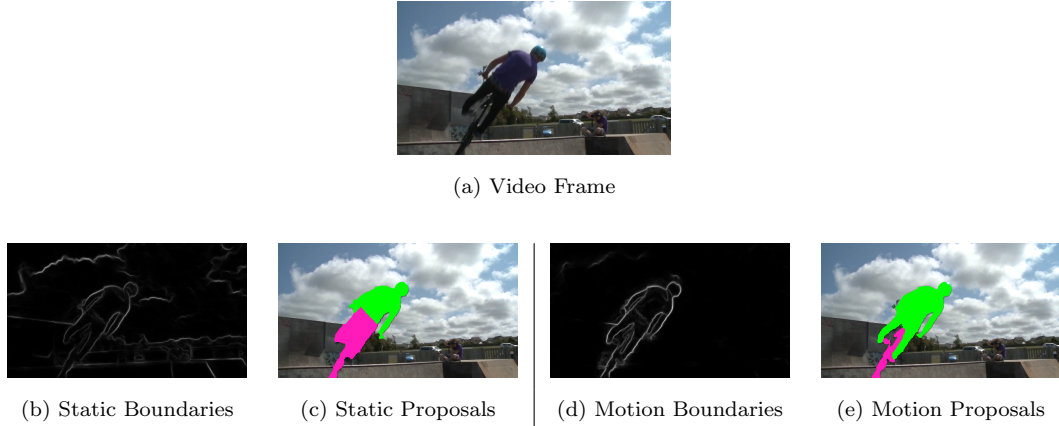 (a) Video Frame
(b) Static Boundaries
(c) Static Proposals
(d) Motion Boundaries
(e) Motion Proposals